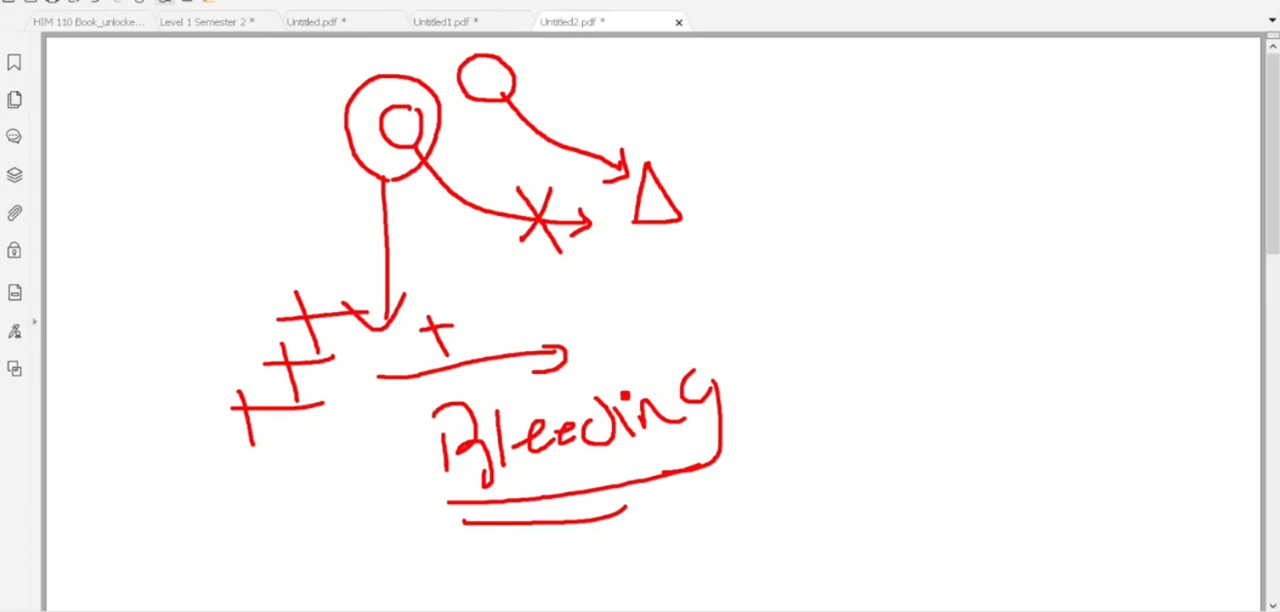 HIM 110 Book_unlocke... Level 1 Semester 2 * Untitled.pdf * Untitled1.pdf * Untitled2.pdf *
+
+
+
+
Bleeding